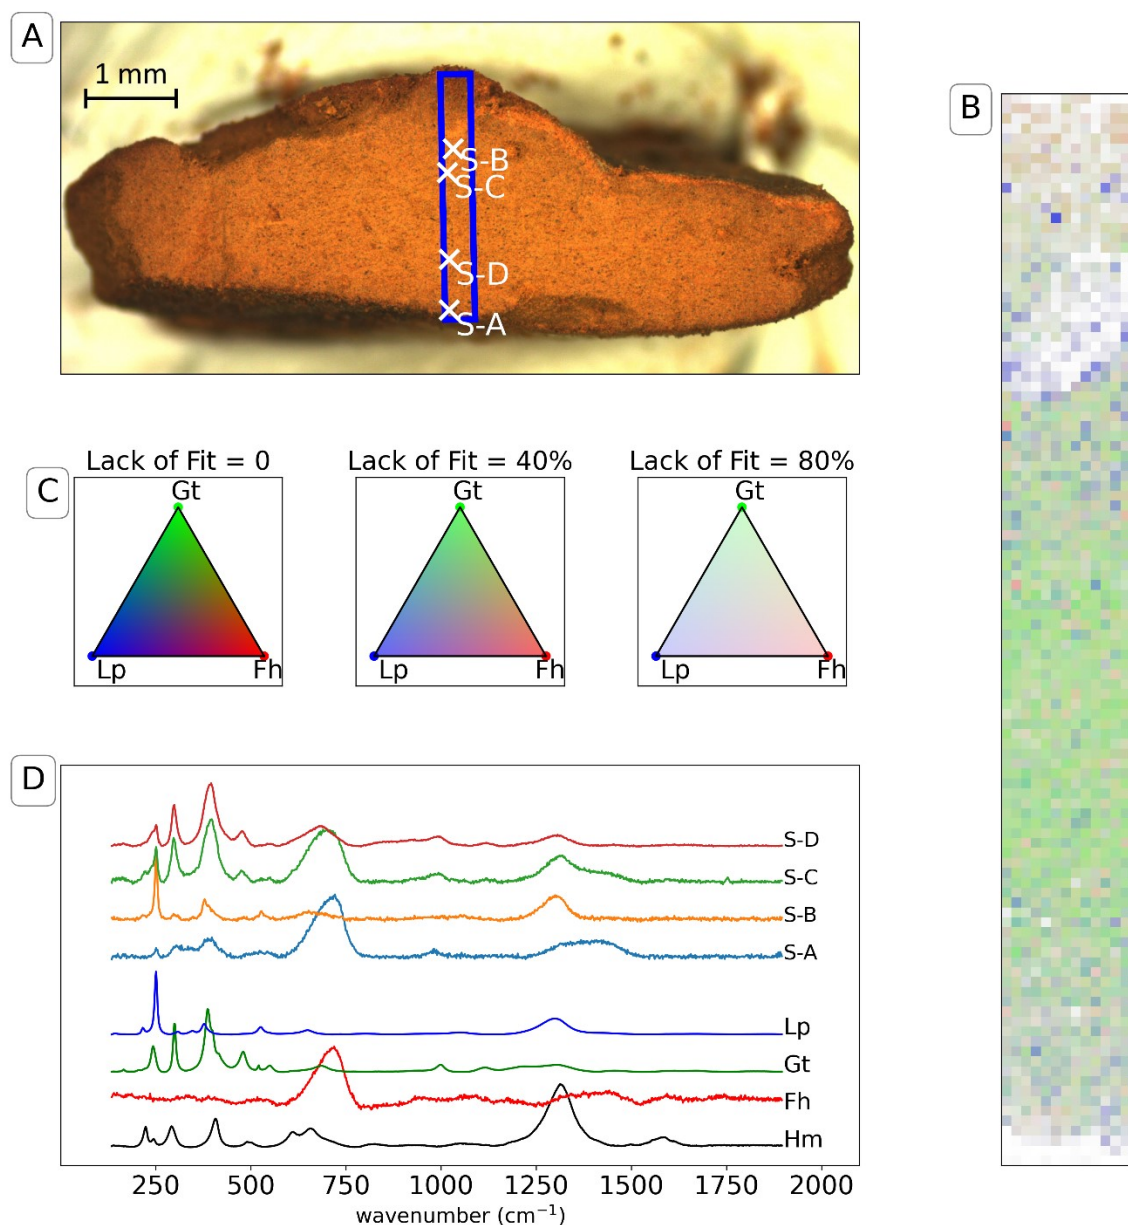 A
1 mm
S-B
S-C
S-D
S-A
B
C
Lack of Fit = 0
Gt
Lp
Fh
Lack of Fit = 40%
Gt
Lp
Fh
Lack of Fit = 80%
Gt
Lp
Fh
D
S-D
S-C
S-B
S-A
Lp
Gt
Fh
Hm
250 500 750 1000 1250 1500 1750 2000
wavenumber (cm⁻¹)